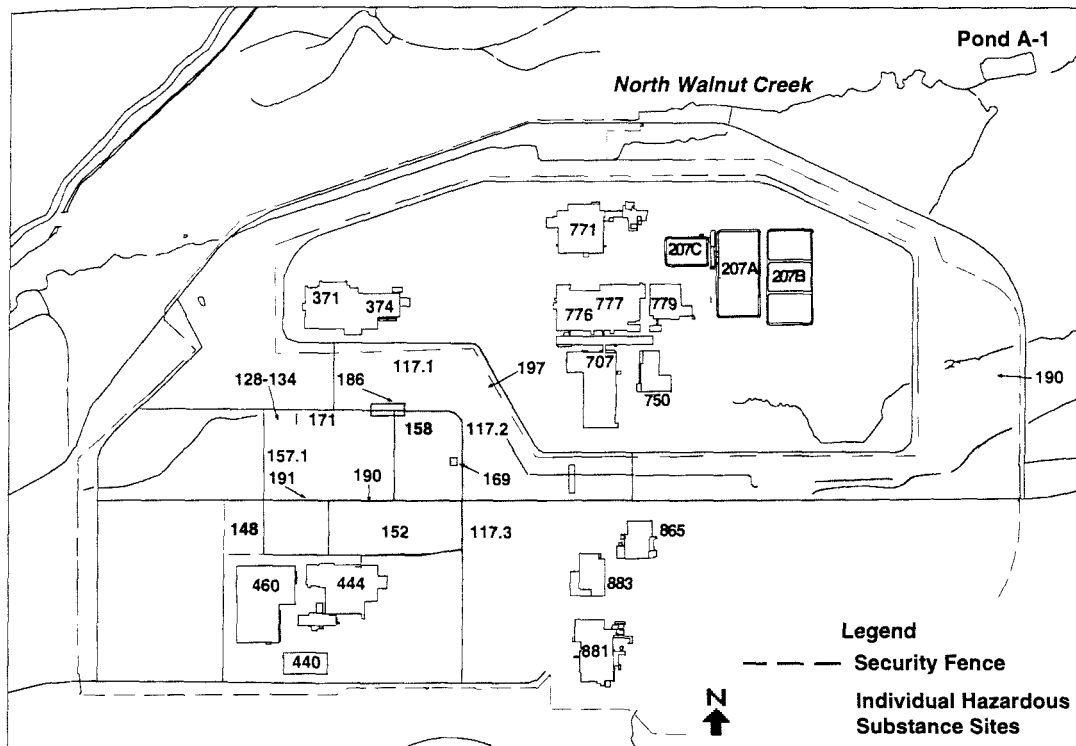 Pond A-1
North Walnut Creek
771
207C
207A
207B
371
374
777
779
776
707
750
117.1
197
128-134
186
190
171
158
117.2
157.1
169
191
190
148
152
117.3
865
460
444
883
881
440
Legend
Security Fence
N
Individual Hazardous
Substance Sites